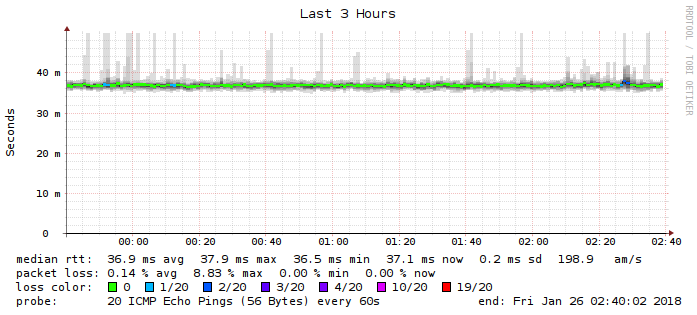 Last 3 Hours
RRDTOOL / TOBI OETIKER
Seconds
40 m
30 m
20 m
10 m
0
00:00 00:20 00:40 01:00 01:20 01:40 02:00 02:20 02:40
median rtt: 36.9 ms avg 37.9 ms max 36.5 ms min 37.1 ms now 0.2 ms sd 198.9 am/s
packet loss: 0.14 % avg 8.83 % max 0.00 % min 0.00 % now
loss color: 0 1/20 2/20 3/20 4/20 10/20 19/20
probe: 20 ICMP Echo Pings (56 Bytes) every 60s end: Fri Jan 26 02:40:02 2018